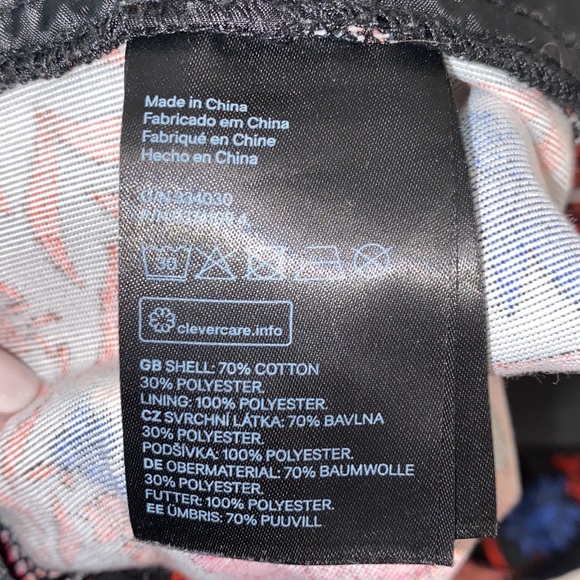 Made in China
Fabricado em China
Fabriqué en Chine
Hecho en China
534030
30
clevercare.info
GB SHELL: 70% COTTON
30% POLYESTER.
LINING: 100% POLYESTER.
CZ SVRCHNÍ LÁTKA: 70% BAVLNA
30% POLYESTER.
PODŠÍVKA: 100% POLYESTER.
DE OBERMATERIAL: 70% BAUMWOLLE
30% POLYESTER.
FUTTER: 100% POLYESTER.
EE ÜMBRIS: 70% PUUVILL